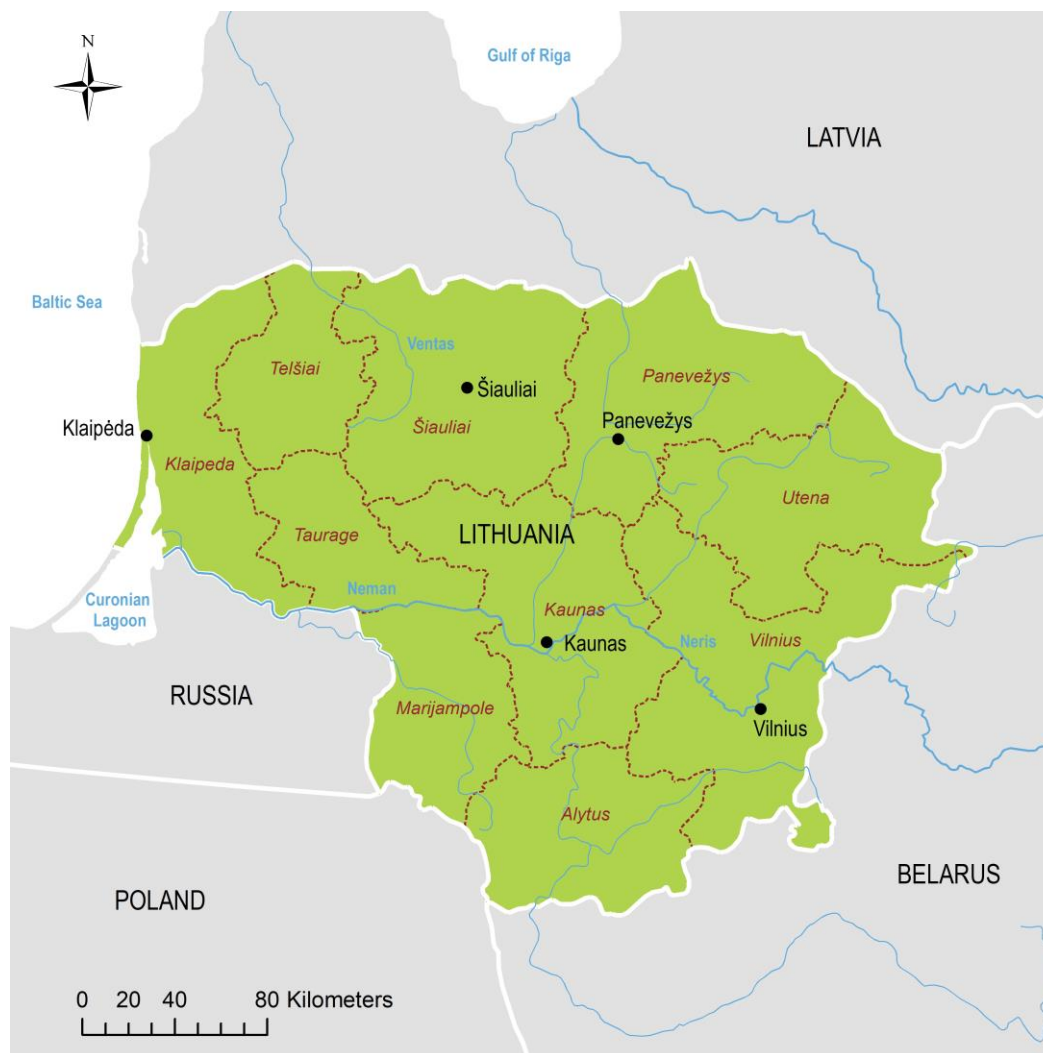 N
Gulf of Riga
LATVIA
Baltic Sea
Ventas
Telšiai
Panevežys
Šiauliai
Panevežys
Klaipėda
Šiauliai
Klaipeda
Utena
LITHUANIA
Taurage
Neman
Curonian
Lagoon
Kaunas
Kaunas
Neris
Vilnius
RUSSIA
Marijampole
Vilnius
Alytus
BELARUS
POLAND
0 20 40 80 Kilometers